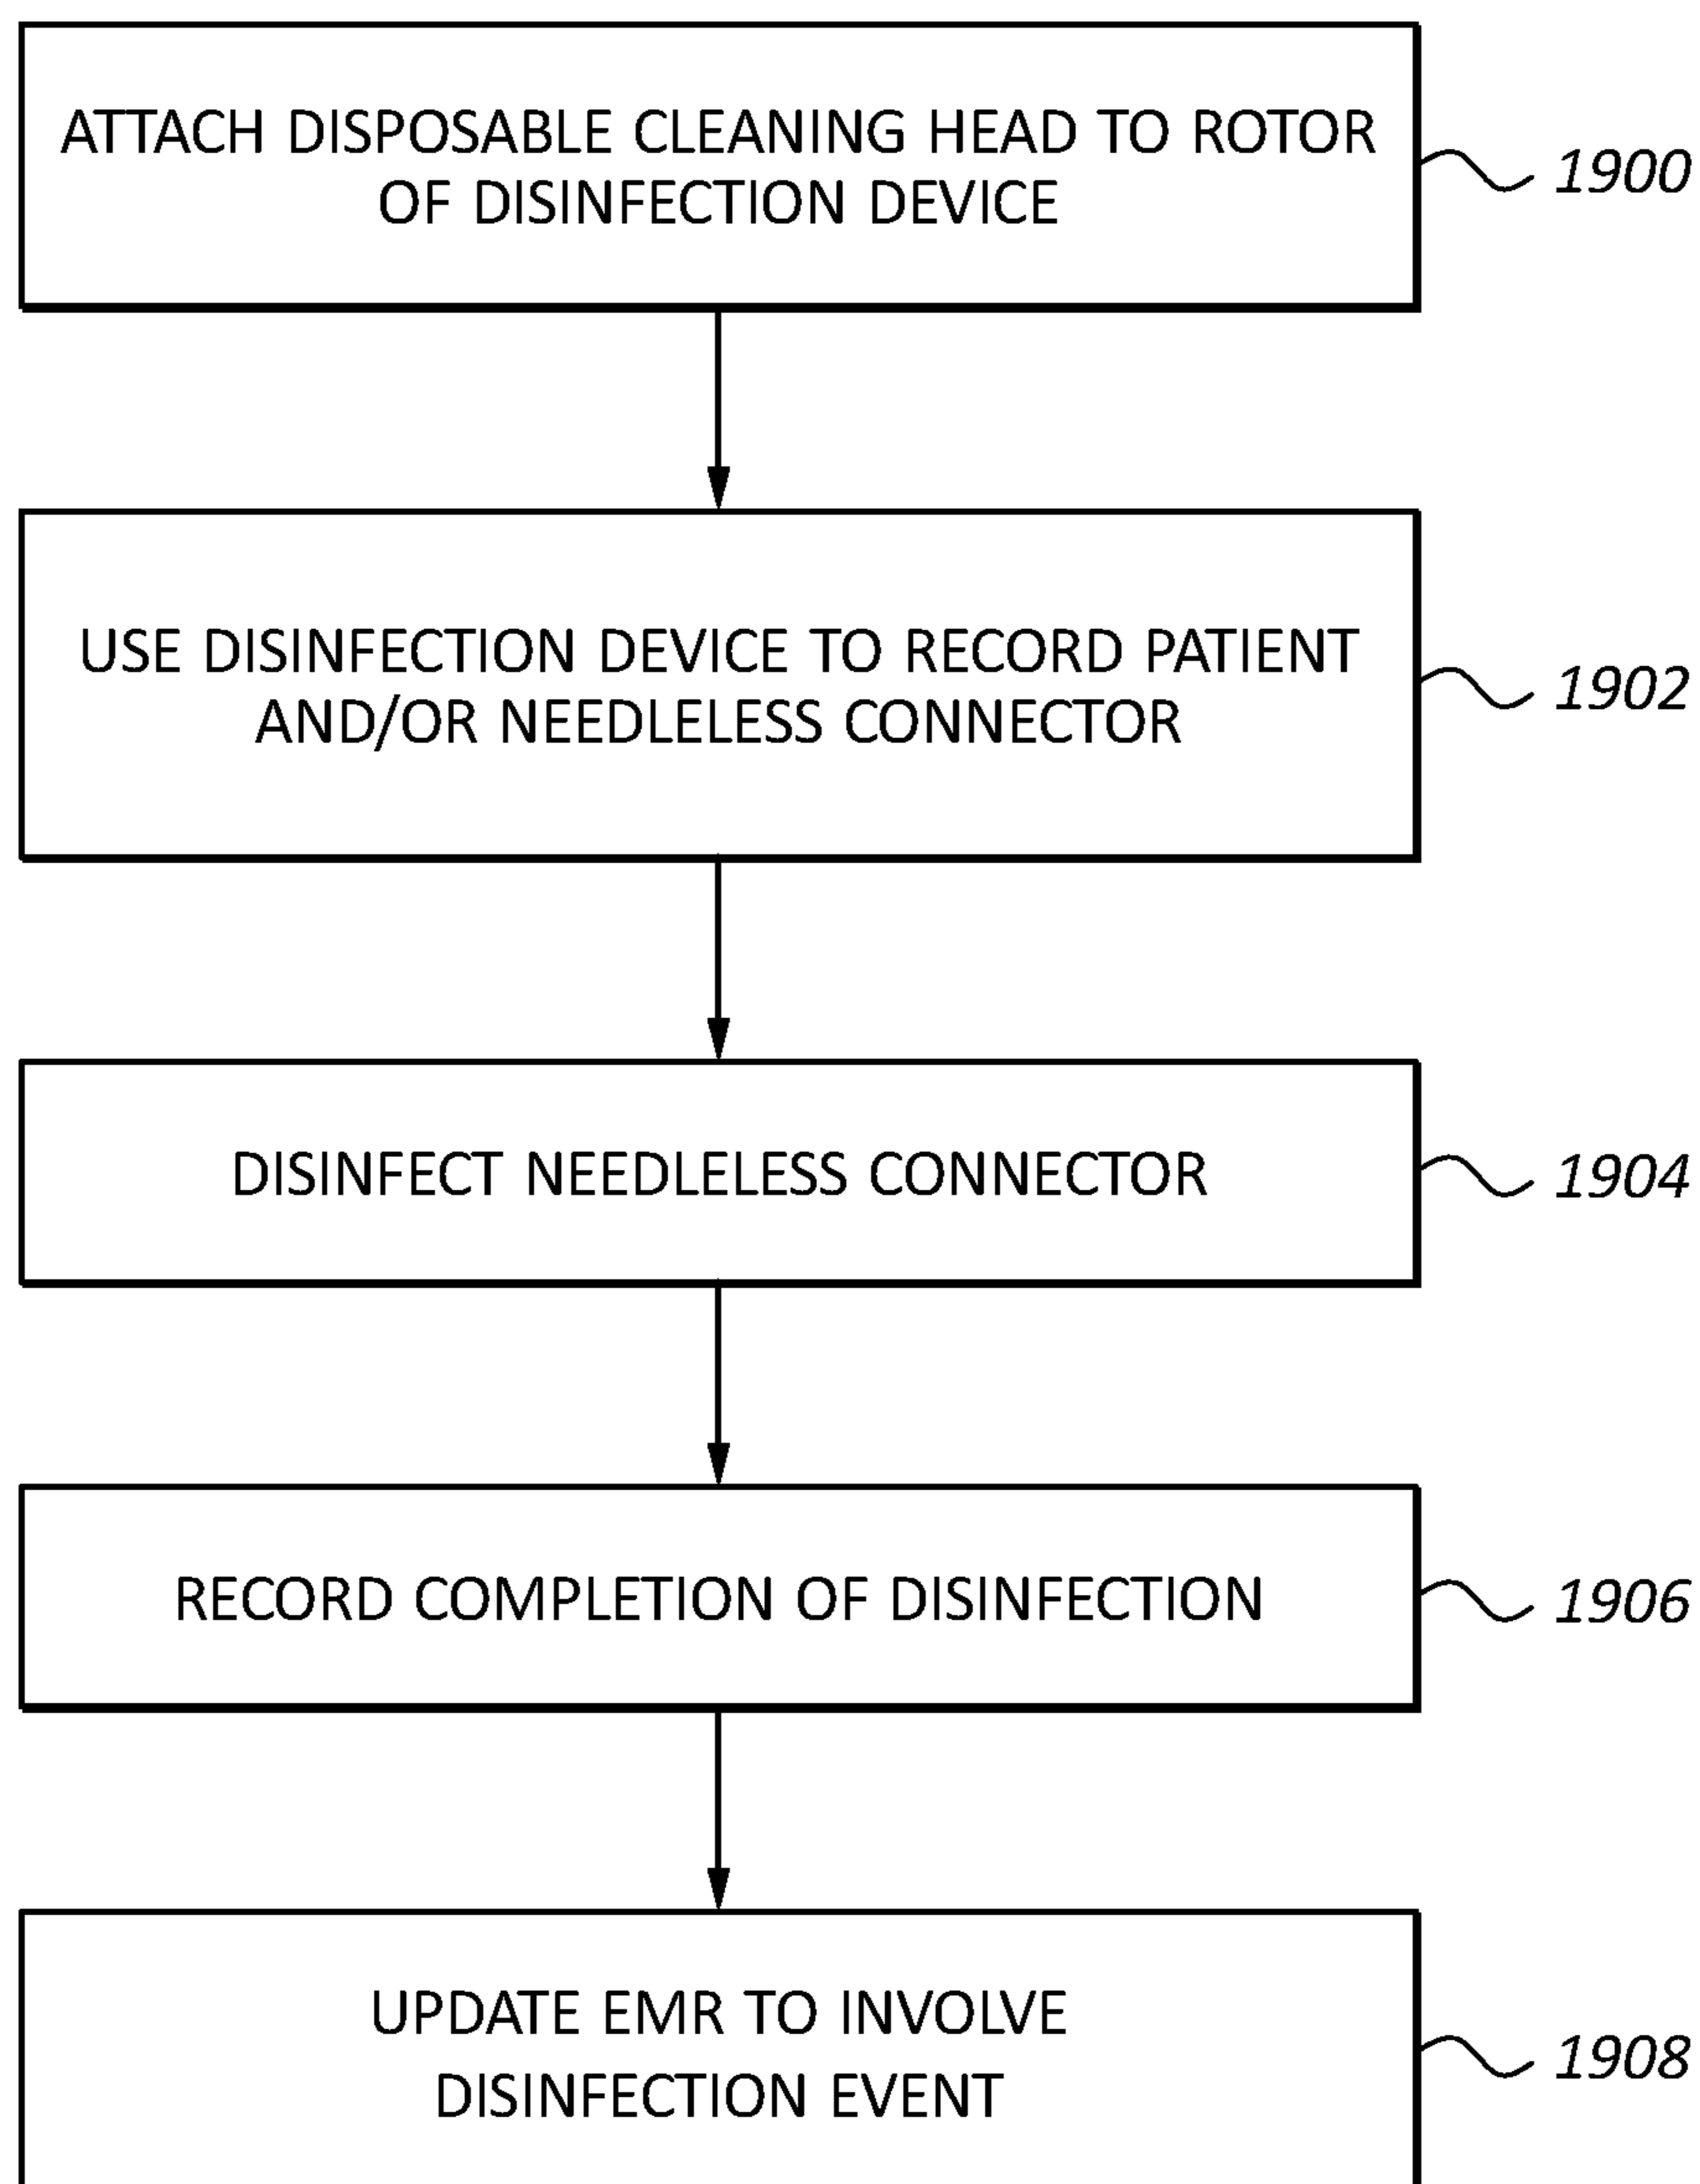 ATTACH DISPOSABLE CLEANING HEAD TO ROTOR
OF DISINFECTION DEVICE
1900
USE DISINFECTION DEVICE TO RECORD PATIENT
AND/OR NEEDLELESS CONNECTOR
1902
DISINFECT NEEDLELESS CONNECTOR
1904
RECORD COMPLETION OF DISINFECTION
1906
UPDATE EMR TO INVOLVE
DISINFECTION EVENT
1908